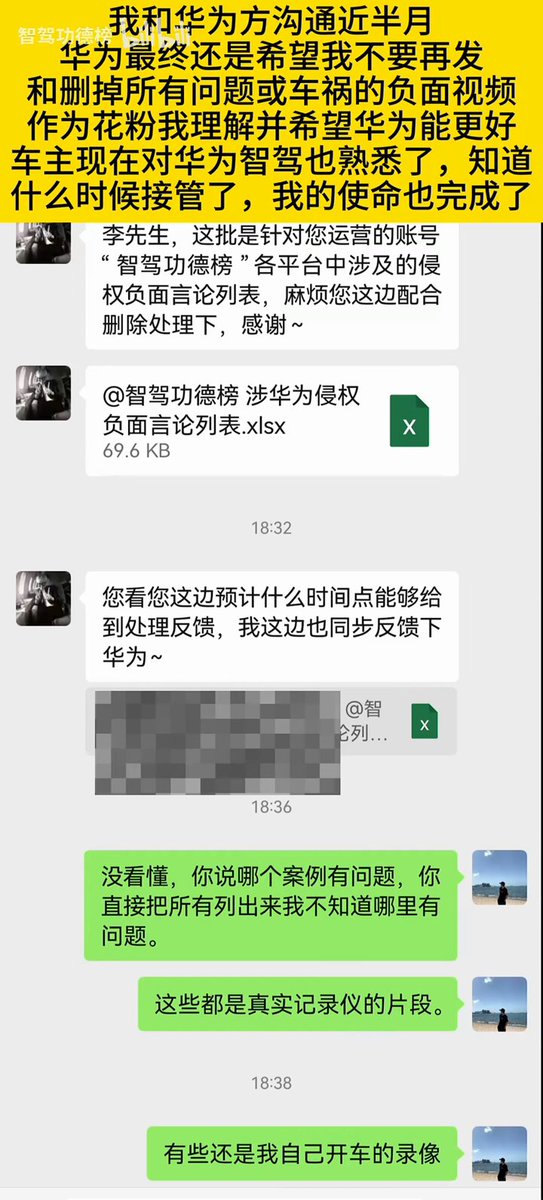 智驾功德榜 bilibili
我和华为方沟通近半月
华为最终还是希望我不要再发
和删掉所有问题或车祸的负面视频
作为花粉我理解并希望华为能更好
车主现在对华为智驾也熟悉了，知道
什么时候接管了，我的使命也完成了
李先生，这批是针对您运营的账号
“智驾功德榜”各平台中涉及的侵
权负面言论列表，麻烦您这边配合
删除处理下，感谢~
@智驾功德榜 涉华为侵权
负面言论列表.xlsx
69.6 KB
X
18:32
您看您这边预计什么时间点能够给
到处理反馈，我这边也同步反馈下
华为~
@智
论列...
X
18:36
没看懂，你说哪个案例有问题，你
直接把所有列出来我不知道哪里有
问题。
这些都是真实记录仪的片段。
18:38
有些还是我自己开车的录像